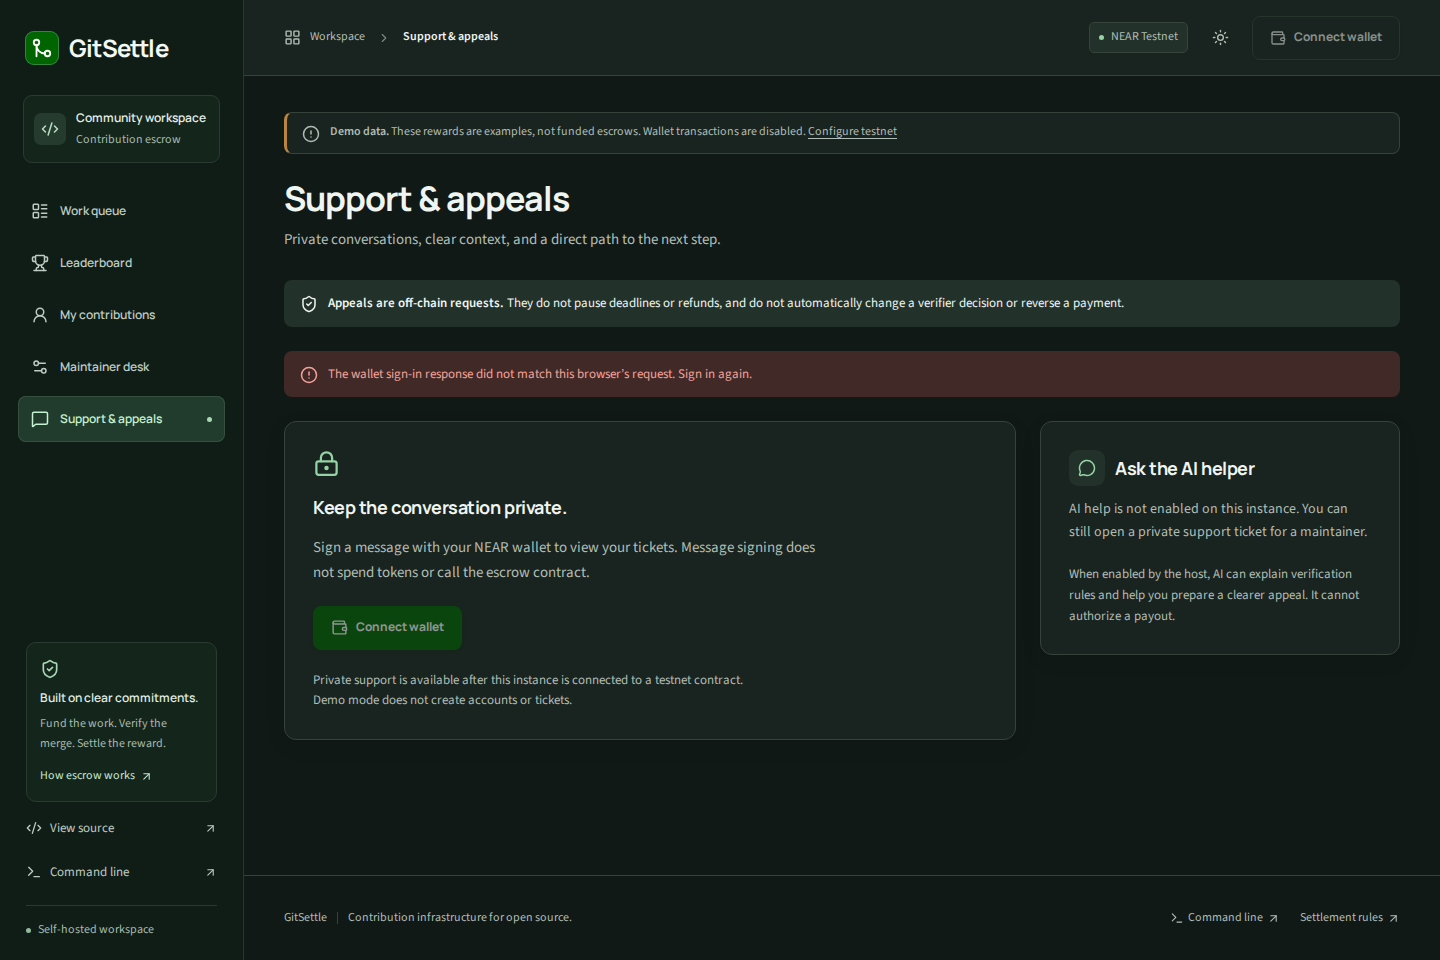 GitSettle
Community workspace
Contribution escrow
Work queue
Leaderboard
My contributions
Maintainer desk
Support & appeals
Built on clear commitments.
Fund the work. Verify the
merge. Settle the reward.
How escrow works
View source
Command line
Self-hosted workspace
Workspace
Support & appeals
NEAR Testnet
Connect wallet
Demo data. These rewards are examples, not funded escrows. Wallet transactions are disabled. Configure testnet
Support & appeals
Private conversations, clear context, and a direct path to the next step.
Appeals are off-chain requests. They do not pause deadlines or refunds, and do not automatically change a verifier decision or reverse a payment.
The wallet sign-in response did not match this browser's request. Sign in again.
Keep the conversation private.
Sign a message with your NEAR wallet to view your tickets. Message signing does
not spend tokens or call the escrow contract.
Connect wallet
Private support is available after this instance is connected to a testnet contract.
Demo mode does not create accounts or tickets.
Ask the AI helper
AI help is not enabled on this instance. You can
still open a private support ticket for a maintainer.
When enabled by the host, AI can explain verification
rules and help you prepare a clearer appeal. It cannot
authorize a payout.
GitSettle
Contribution infrastructure for open source.
Command line
Settlement rules